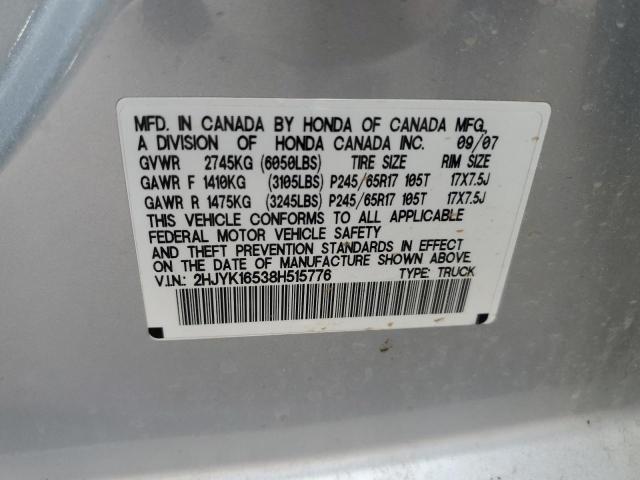 MFD. IN CANADA BY HONDA OF CANADA MFG.,
A DIVISION OF HONDA CANADA INC. 09/07
GVWR 2745KG (6050LBS) TIRE SIZE RIM SIZE
GAWR F 1410KG (3105LBS) P245/65R17 105T 17X7.5J
GAWR R 1475KG (3245LBS) P245/65R17 105T 17X7.5J
THIS VEHICLE CONFORMS TO ALL APPLICABLE
FEDERAL MOTOR VEHICLE SAFETY
AND THEFT PREVENTION STANDARDS IN EFFECT
ON THE DATE OF MANUFACTURE SHOWN ABOVE.
V.I.N.: 2HJYK16538H515776 TYPE: TRUCK